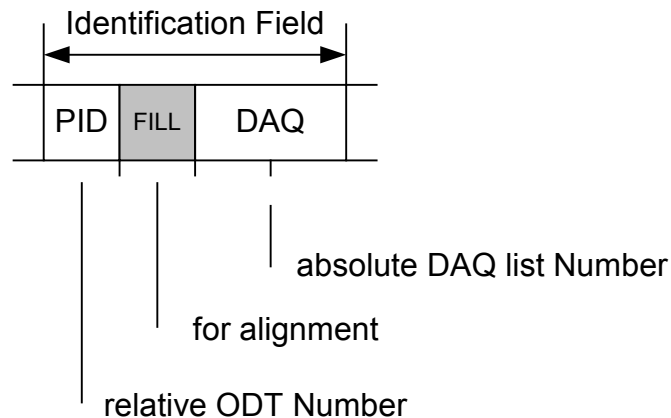 Identification Field
PID FILL DAQ
absolute DAQ list Number
for alignment
relative ODT Number